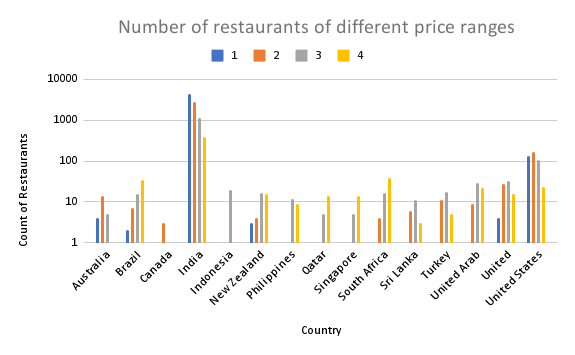 Number of restaurants of different price ranges
1 2 3 4
10000
1000
100
10
1
Count of Restaurants
Australia
Brazil
Canada
India
Indonesia
New Zealand
Philippines
Qatar
Singapore
South Africa
Sri Lanka
Turkey
United Arab
United
United States
Country